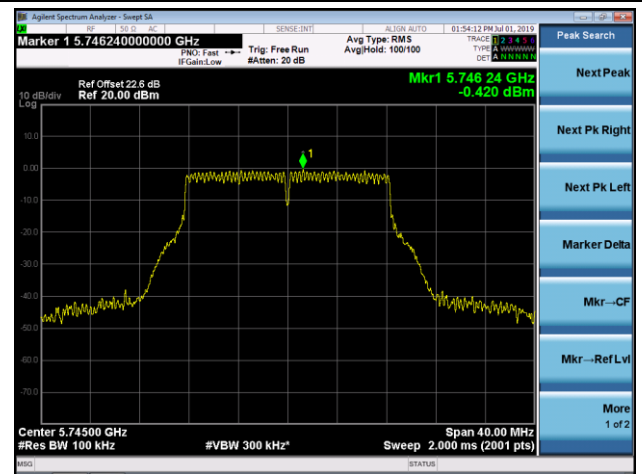 Agilent Spectrum Analyzer - Swept SA
RF 50 Ω AC SENSE:INT ALIGN AUTO 01:54:12 PM Jul 01, 2019
Marker 1 5.746240000000 GHz
PNO: Fast
IFGain:Low
Trig: Free Run
#Atten: 20 dB
Avg Type: RMS
Avg|Hold: 100/100
TRACE 1 2 3 4 5 6
TYPE A WWWWW
DET A N N N N N
Peak Search
Ref Offset 22.6 dB
Mkr1 5.746 24 GHz
10 dB/div Ref 20.00 dBm
-0.420 dBm
Log
10.0
0.00
-10.0
-20.0
-30.0
-40.0
-50.0
-60.0
-70.0
1
Next Peak
Next Pk Right
Next Pk Left
Marker Delta
Mkr→CF
Mkr→Ref Lvl
More
1 of 2
Center 5.74500 GHz Span 40.00 MHz
#Res BW 100 kHz #VBW 300 kHz* Sweep 2.000 ms (2001 pts)
MSG STATUS